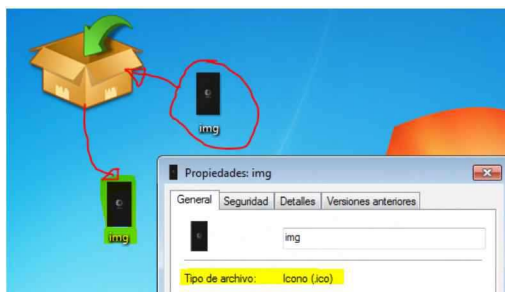 img
img
Propiedades: img
General Seguridad Detalles Versiones anteriores
img
Tipo de archivo: Icono (.ico)